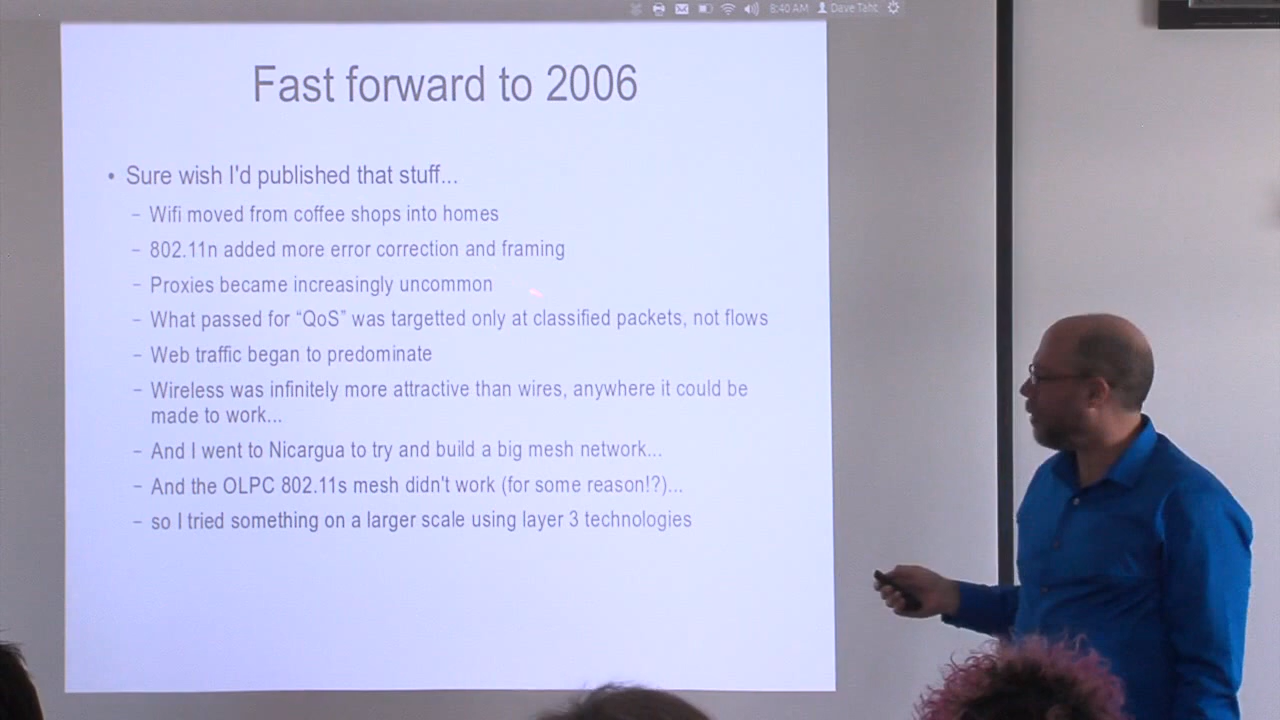 8:40 AM Dave Taht
Fast forward to 2006
• Sure wish I'd published that stuff...
– Wifi moved from coffee shops into homes
– 802.11n added more error correction and framing
– Proxies became increasingly uncommon
– What passed for “QoS” was targetted only at classified packets, not flows
– Web traffic began to predominate
– Wireless was infinitely more attractive than wires, anywhere it could be
made to work...
– And I went to Nicargua to try and build a big mesh network...
– And the OLPC 802.11s mesh didn't work (for some reason!?)...
– so I tried something on a larger scale using layer 3 technologies